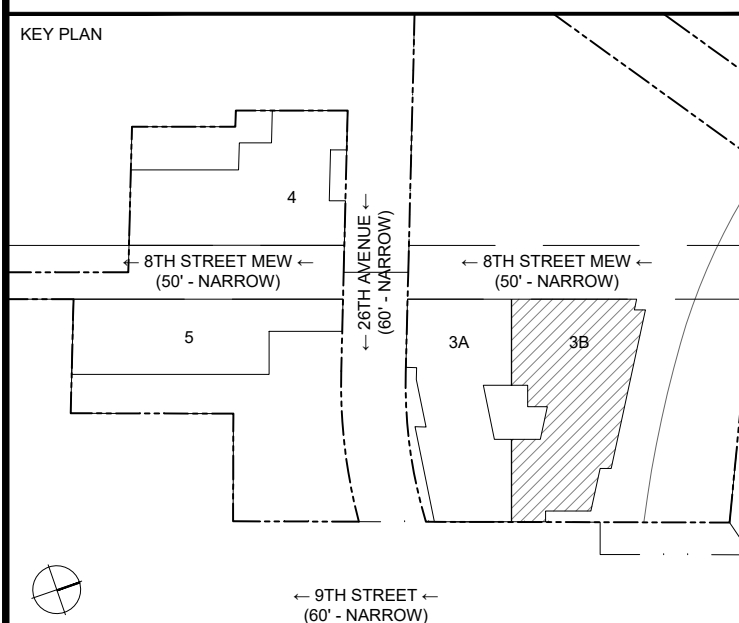 KEY PLAN
4
← 26TH AVENUE →
(60' - NARROW)
← 8TH STREET MEW ←
(50' - NARROW)
← 8TH STREET MEW ←
(50' - NARROW)
5
3A
3B
← 9TH STREET ←
(60' - NARROW)